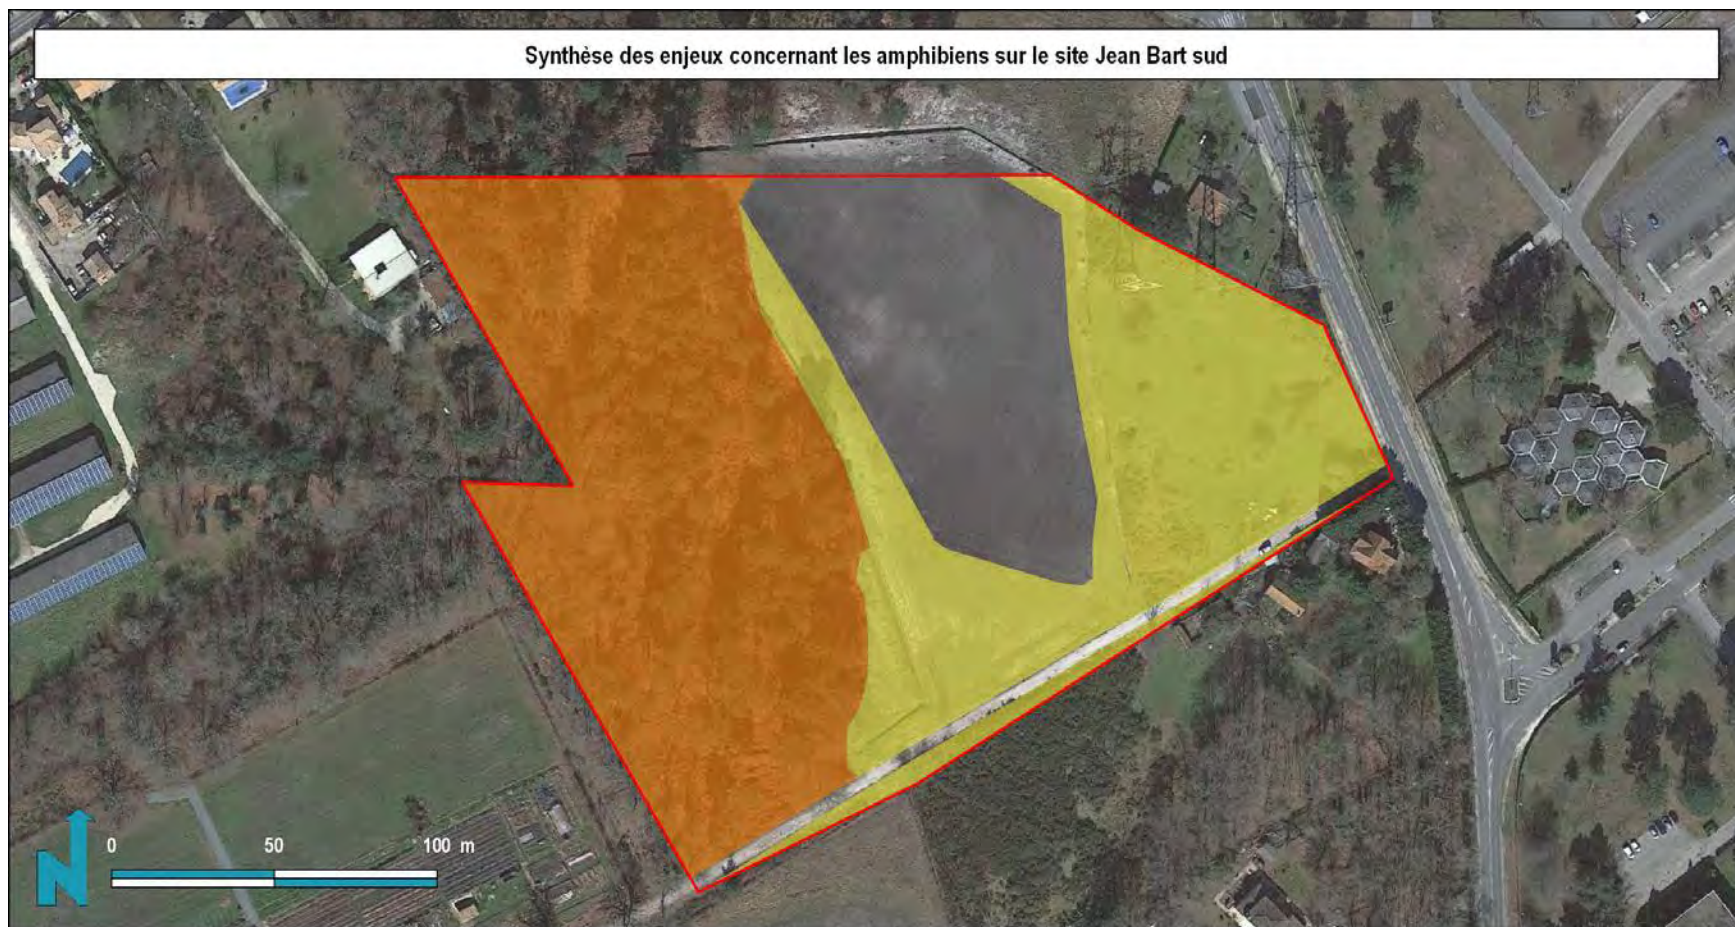 Synthèse des enjeux concernant les amphibiens sur le site Jean Bart sud
0 50 100 m
N